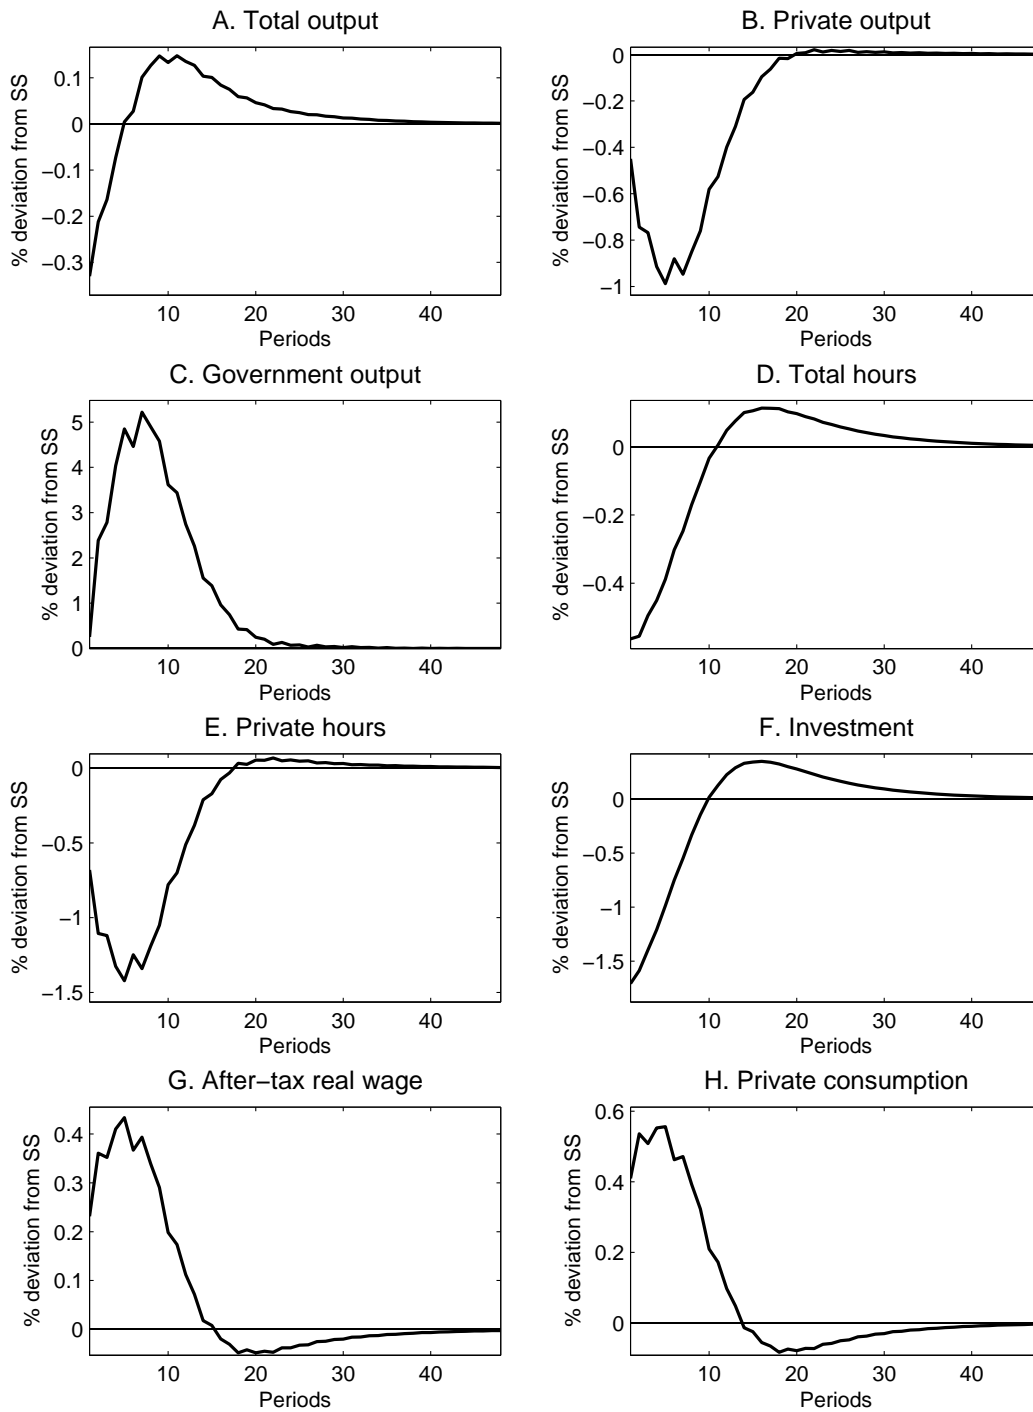 A. Total output
% deviation from SS
0.1
0
−0.1
−0.2
−0.3
10 20 30 40
Periods
B. Private output
% deviation from SS
0
−0.2
−0.4
−0.6
−0.8
−1
10 20 30 40
Periods
C. Government output
% deviation from SS
5
4
3
2
1
0
10 20 30 40
Periods
D. Total hours
% deviation from SS
0
−0.2
−0.4
10 20 30 40
Periods
E. Private hours
% deviation from SS
0
−0.5
−1
−1.5
10 20 30 40
Periods
F. Investment
% deviation from SS
0
−0.5
−1
−1.5
10 20 30 40
Periods
G. After−tax real wage
% deviation from SS
0.4
0.3
0.2
0.1
0
10 20 30 40
Periods
H. Private consumption
% deviation from SS
0.6
0.4
0.2
0
10 20 30 40
Periods